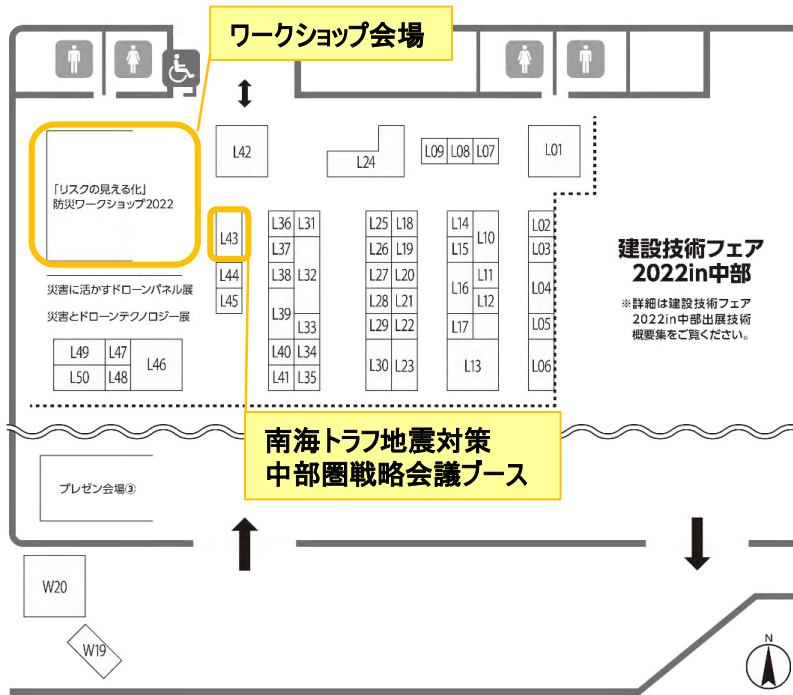 ワークショップ会場
L42
L24
L09 L08 L07
L01
「リスクの見える化」
防災ワークショップ2022
L43
L44
L45
災害に活かすドローンパネル展
災害とドローンテクノロジー展
L49 L47 L46
L50 L48
L36 L31
L37
L38 L32
L39
L33
L40 L34
L41 L35
L25 L18
L26 L19
L27 L20
L28 L21
L29 L22
L30 L23
L14 L10
L15
L16 L11
L12
L17
L13
L02
L03
L04
L05
L06
建設技術フェア
2022in中部
※詳細は建設技術フェア
2022in中部出展技術
概要集をご覧ください。
南海トラフ地震対策
中部圏戦略会議ブース
プレゼン会場③
W20
W19
N